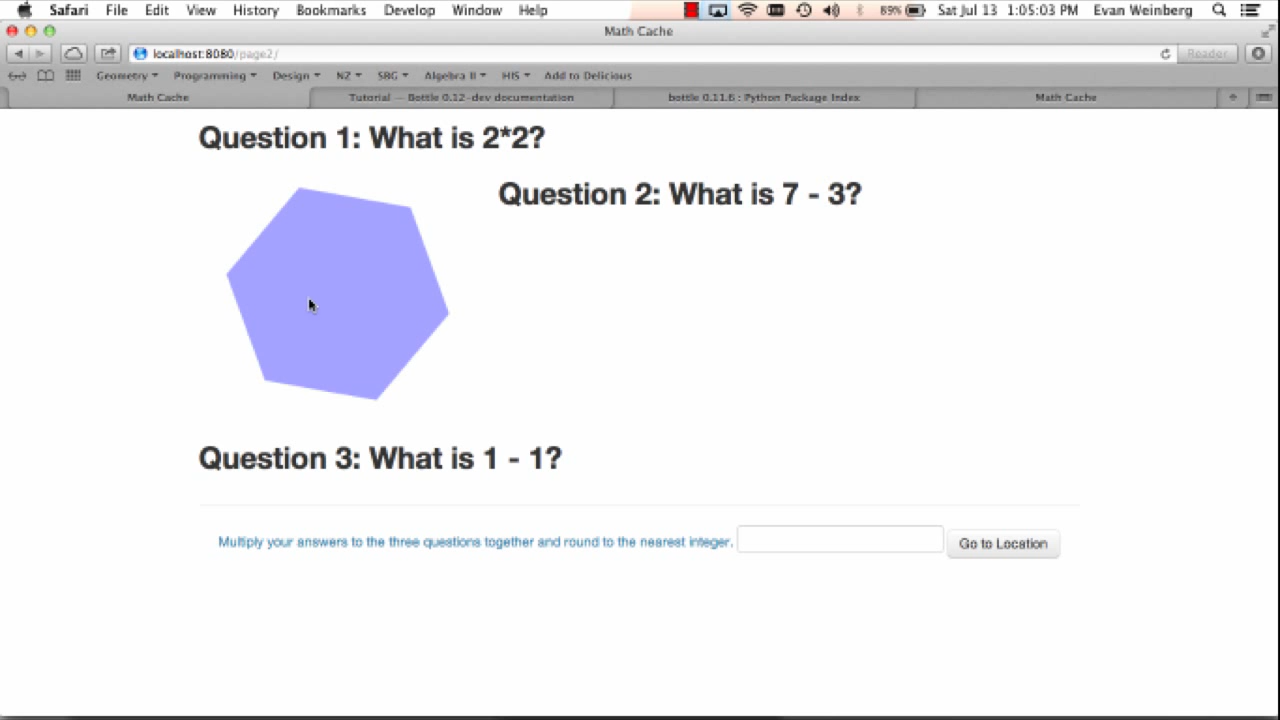 Safari File Edit View History Bookmarks Develop Window Help 89% Sat Jul 13 1:05:03 PM Evan Weinberg
Math Cache
localhost:8080/page2/ Reader
Geometry Programming Design NZ SBG Algebra II HIS Add to Delicious
Math Cache Tutorial — Bottle 0.12-dev documentation bottle 0.11.6 : Python Package Index Math Cache
Question 1: What is 2*2?
Question 2: What is 7 - 3?
Question 3: What is 1 - 1?
Multiply your answers to the three questions together and round to the nearest integer. Go to Location